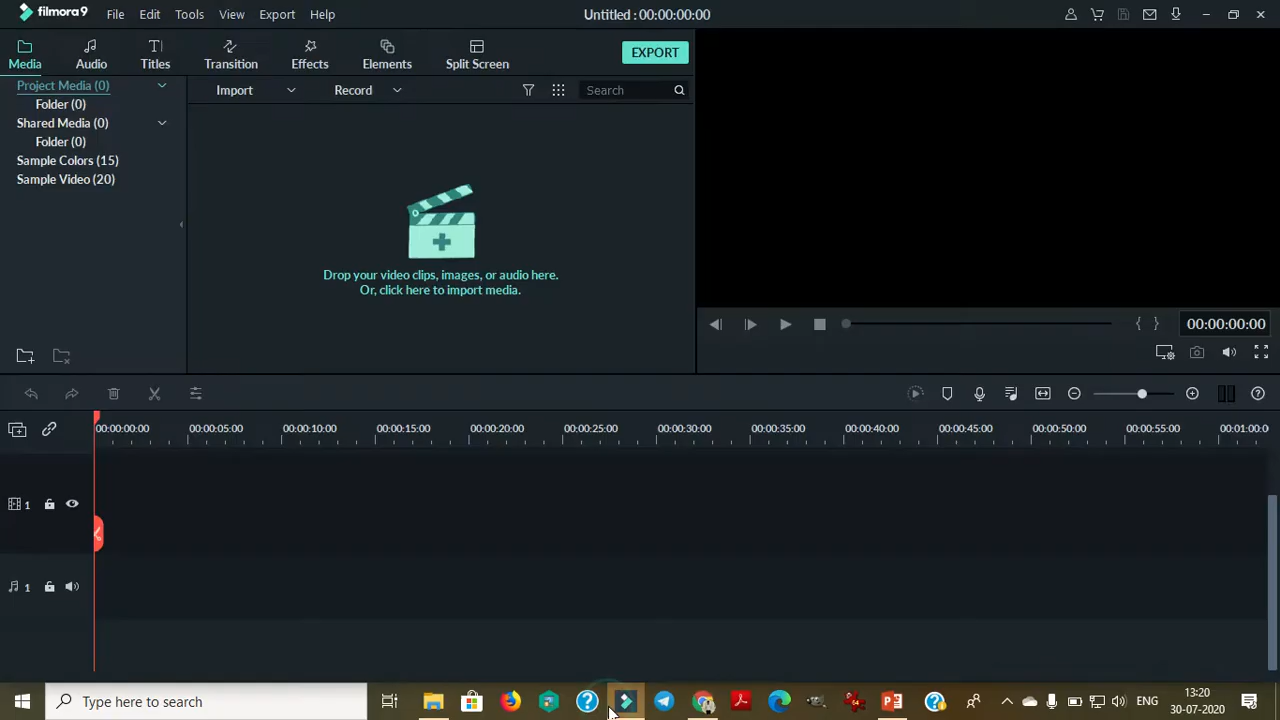 filmora9 File Edit Tools View Export Help Untitled : 00:00:00:00
Media Audio Titles Transition Effects Elements Split Screen EXPORT
Project Media (0)
Folder (0)
Shared Media (0)
Folder (0)
Sample Colors (15)
Sample Video (20)
Import Record Search
Drop your video clips, images, or audio here.
Or, click here to import media.
00:00:00:00
00:00:00:00 00:00:05:00 00:00:10:00 00:00:15:00 00:00:20:00 00:00:25:00 00:00:30:00 00:00:35:00 00:00:40:00 00:00:45:00 00:00:50:00 00:00:55:00 00:01:00:0
1
1
Type here to search
ENG
13:20
30-07-2020